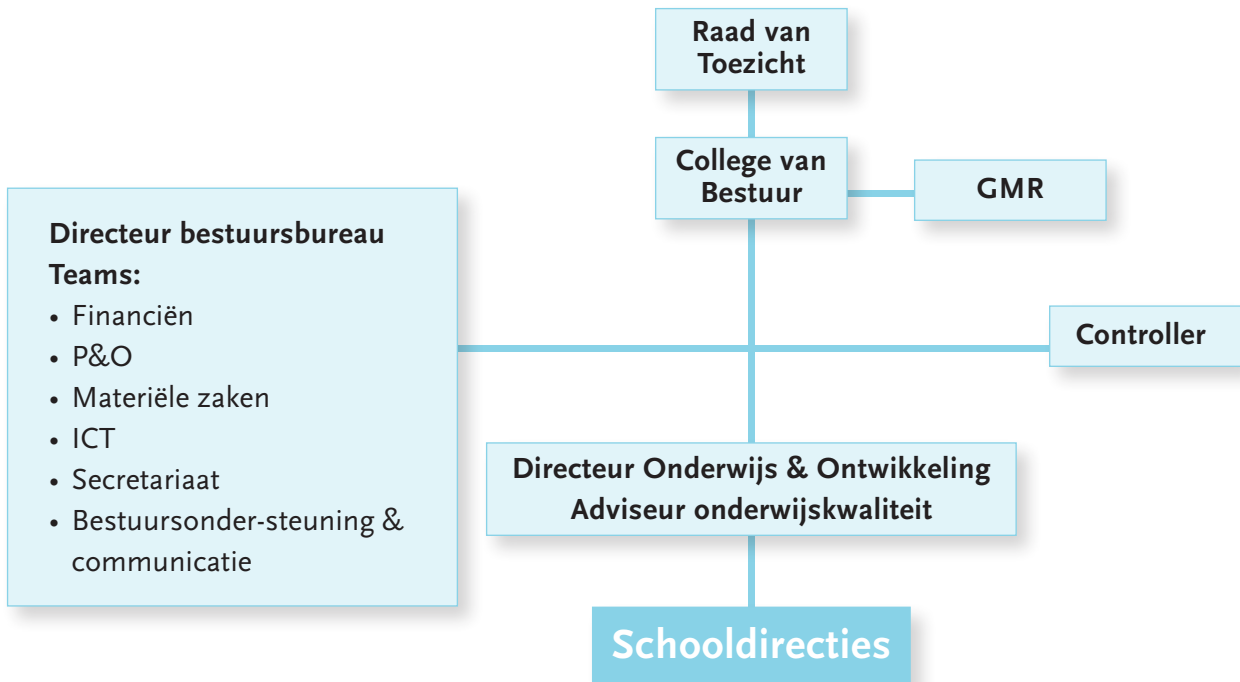 Raad van
Toezicht
College van
Bestuur
GMR
Directeur bestuursbureau
Teams:
• Financiën
• P&O
• Materiële zaken
• ICT
• Secretariaat
• Bestuursonder-steuning &
communicatie
Controller
Directeur Onderwijs & Ontwikkeling
Adviseur onderwijskwaliteit
Schooldirecties